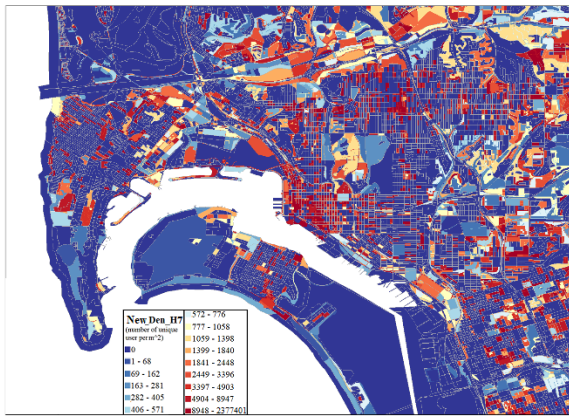 New_Den_H7
(number of unique
user per m^2)
0
1 - 68
69 - 162
163 - 281
282 - 405
406 - 571
572 - 776
777 - 1058
1059 - 1398
1399 - 1840
1841 - 2448
2449 - 3396
3397 - 4903
4904 - 8947
8948 - 2377401